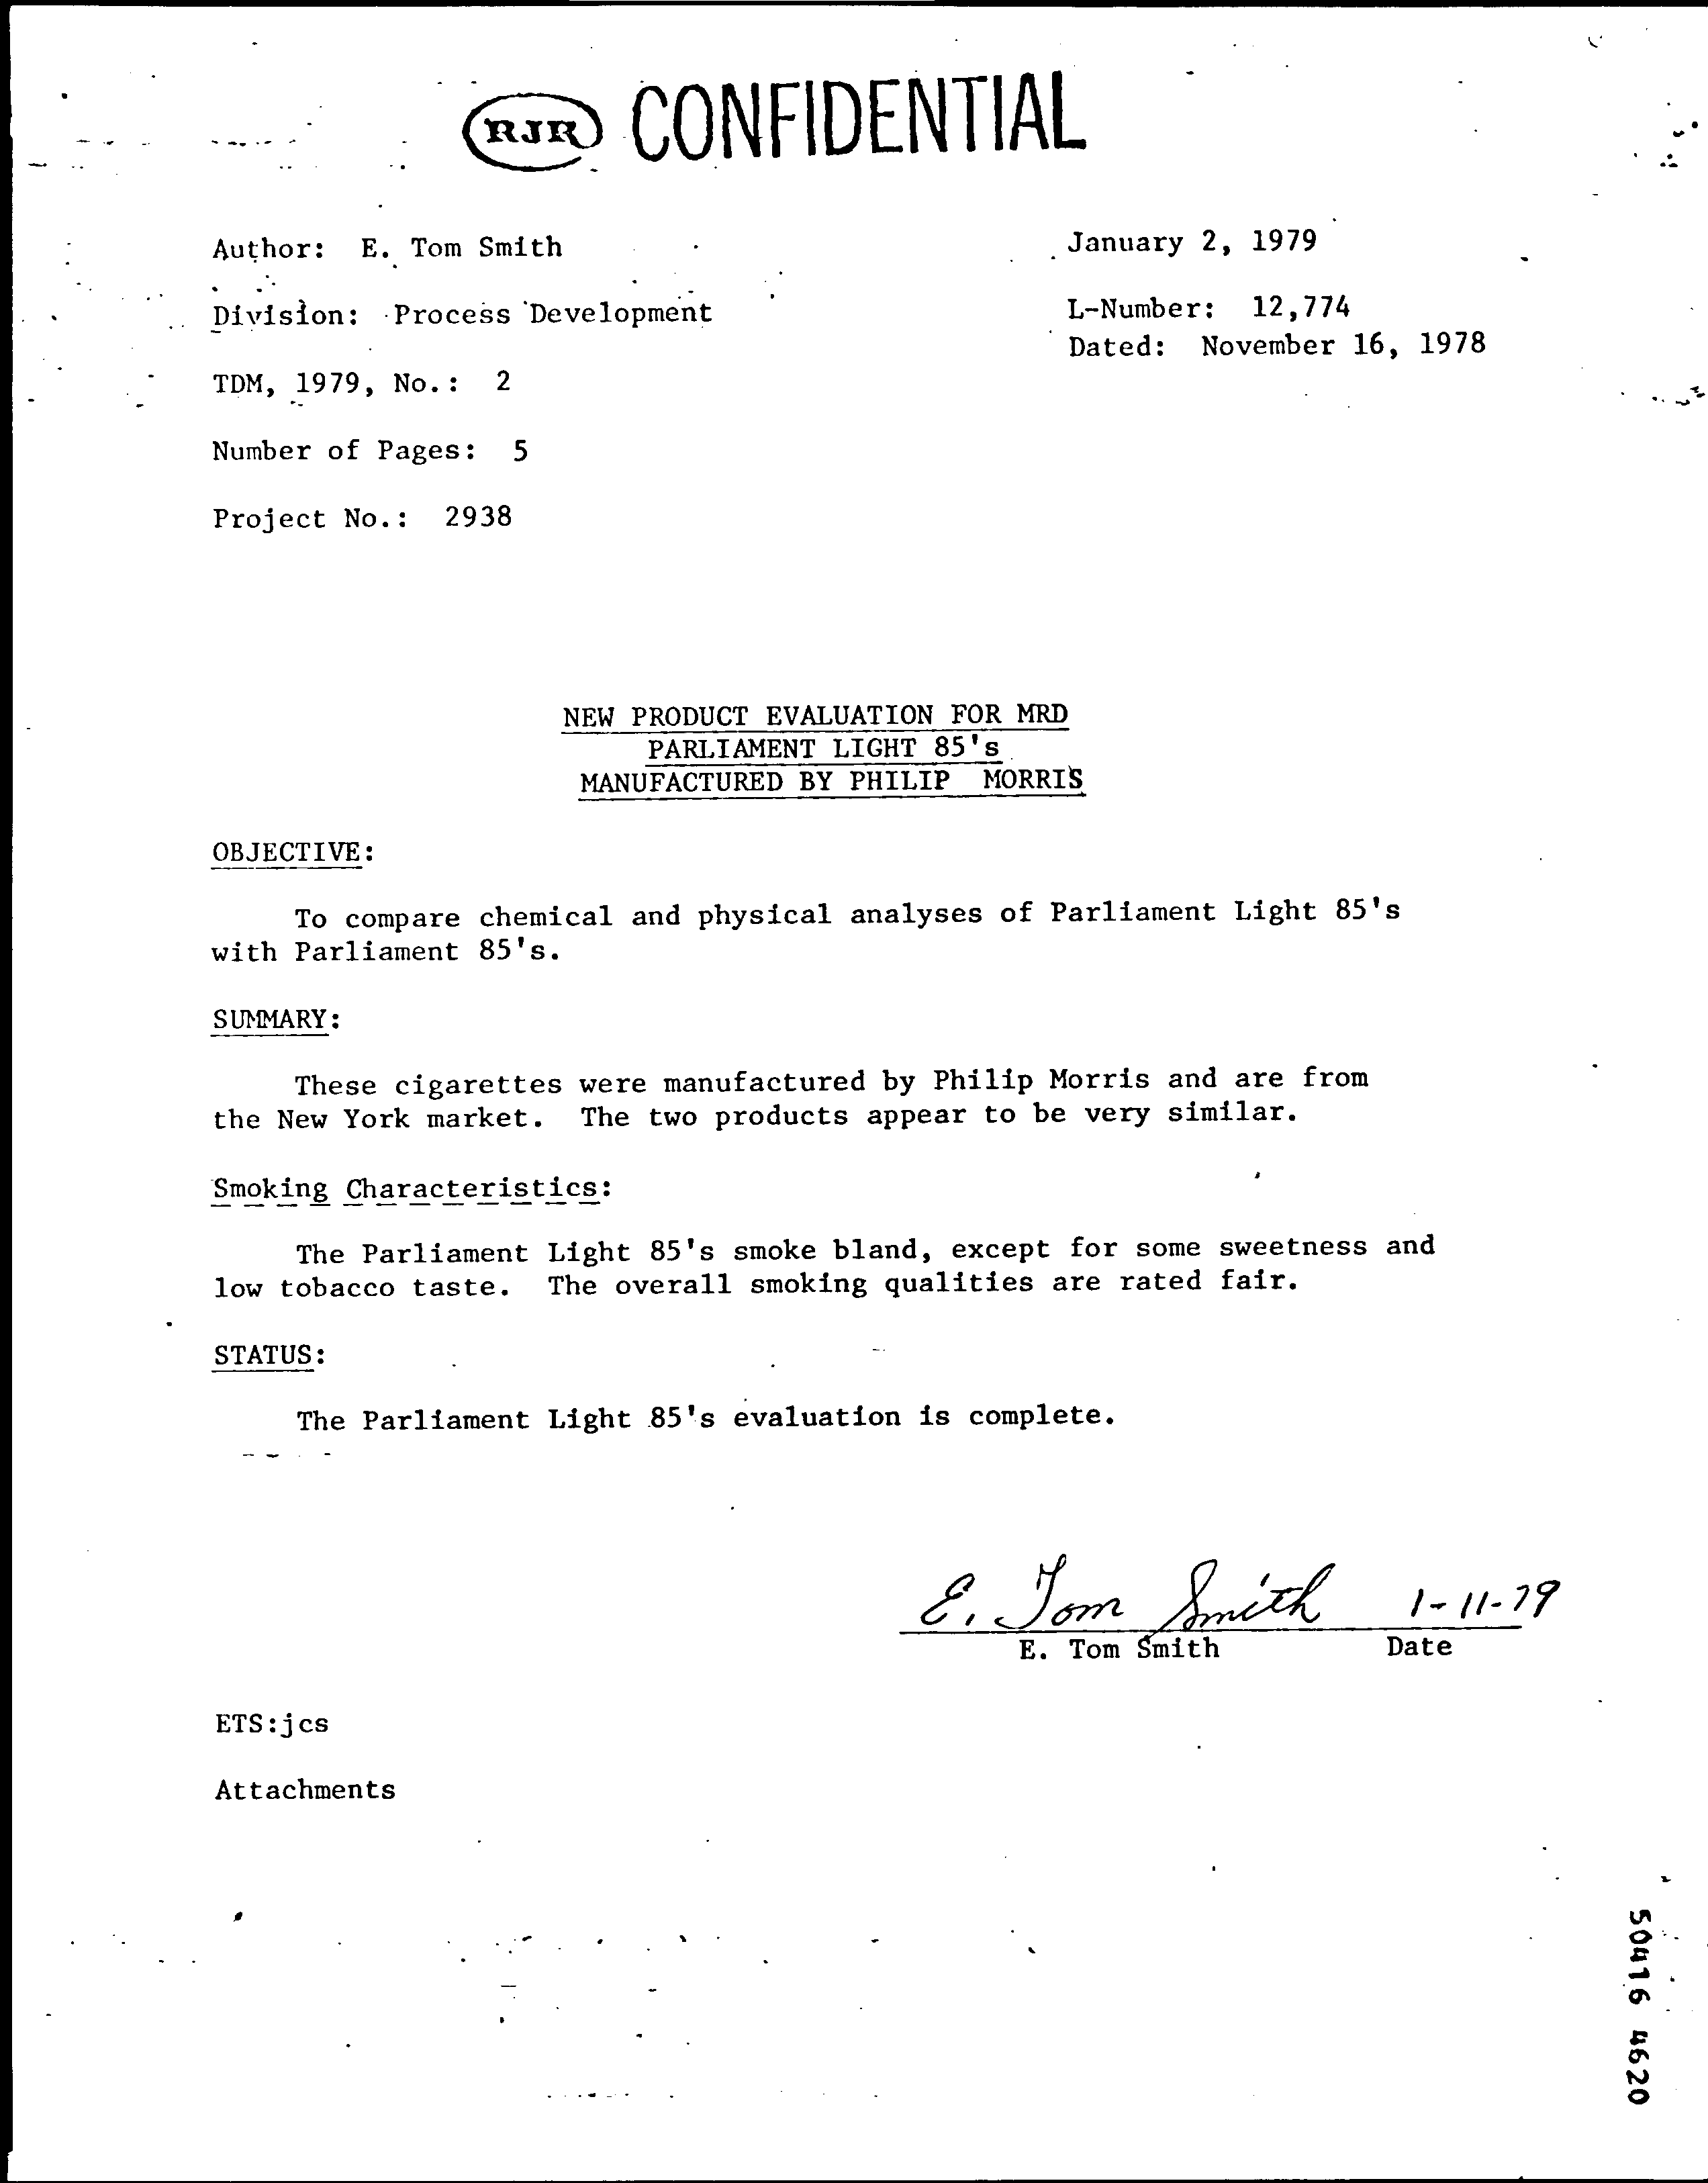 RJR CONFIDENTIAL
Author: E. Tom Smith
January 2, 1979
Division: Process Development
L-Number: 12,774
Dated: November 16, 1978
TDM, 1979, No.: 2
Number of Pages: 5
Project No.: 2938
NEW PRODUCT EVALUATION FOR MRD
PARLIAMENT LIGHT 85's
MANUFACTURED BY PHILIP MORRIS
OBJECTIVE:
To compare chemical and physical analyses of Parliament Light 85's
with Parliament 85's.
SUMMARY:
These cigarettes were manufactured by Philip Morris and are from
the New York market. The two products appear to be very similar.
Smoking Characteristics:
The Parliament Light 85's smoke bland, except for some sweetness and
low tobacco taste. The overall smoking qualities are rated fair.
STATUS:
The Parliament Light 85's evaluation is complete.
E. Tom Smith 1-11-79
E. Tom Smith Date
ETS:jcs
Attachments
50416 4620